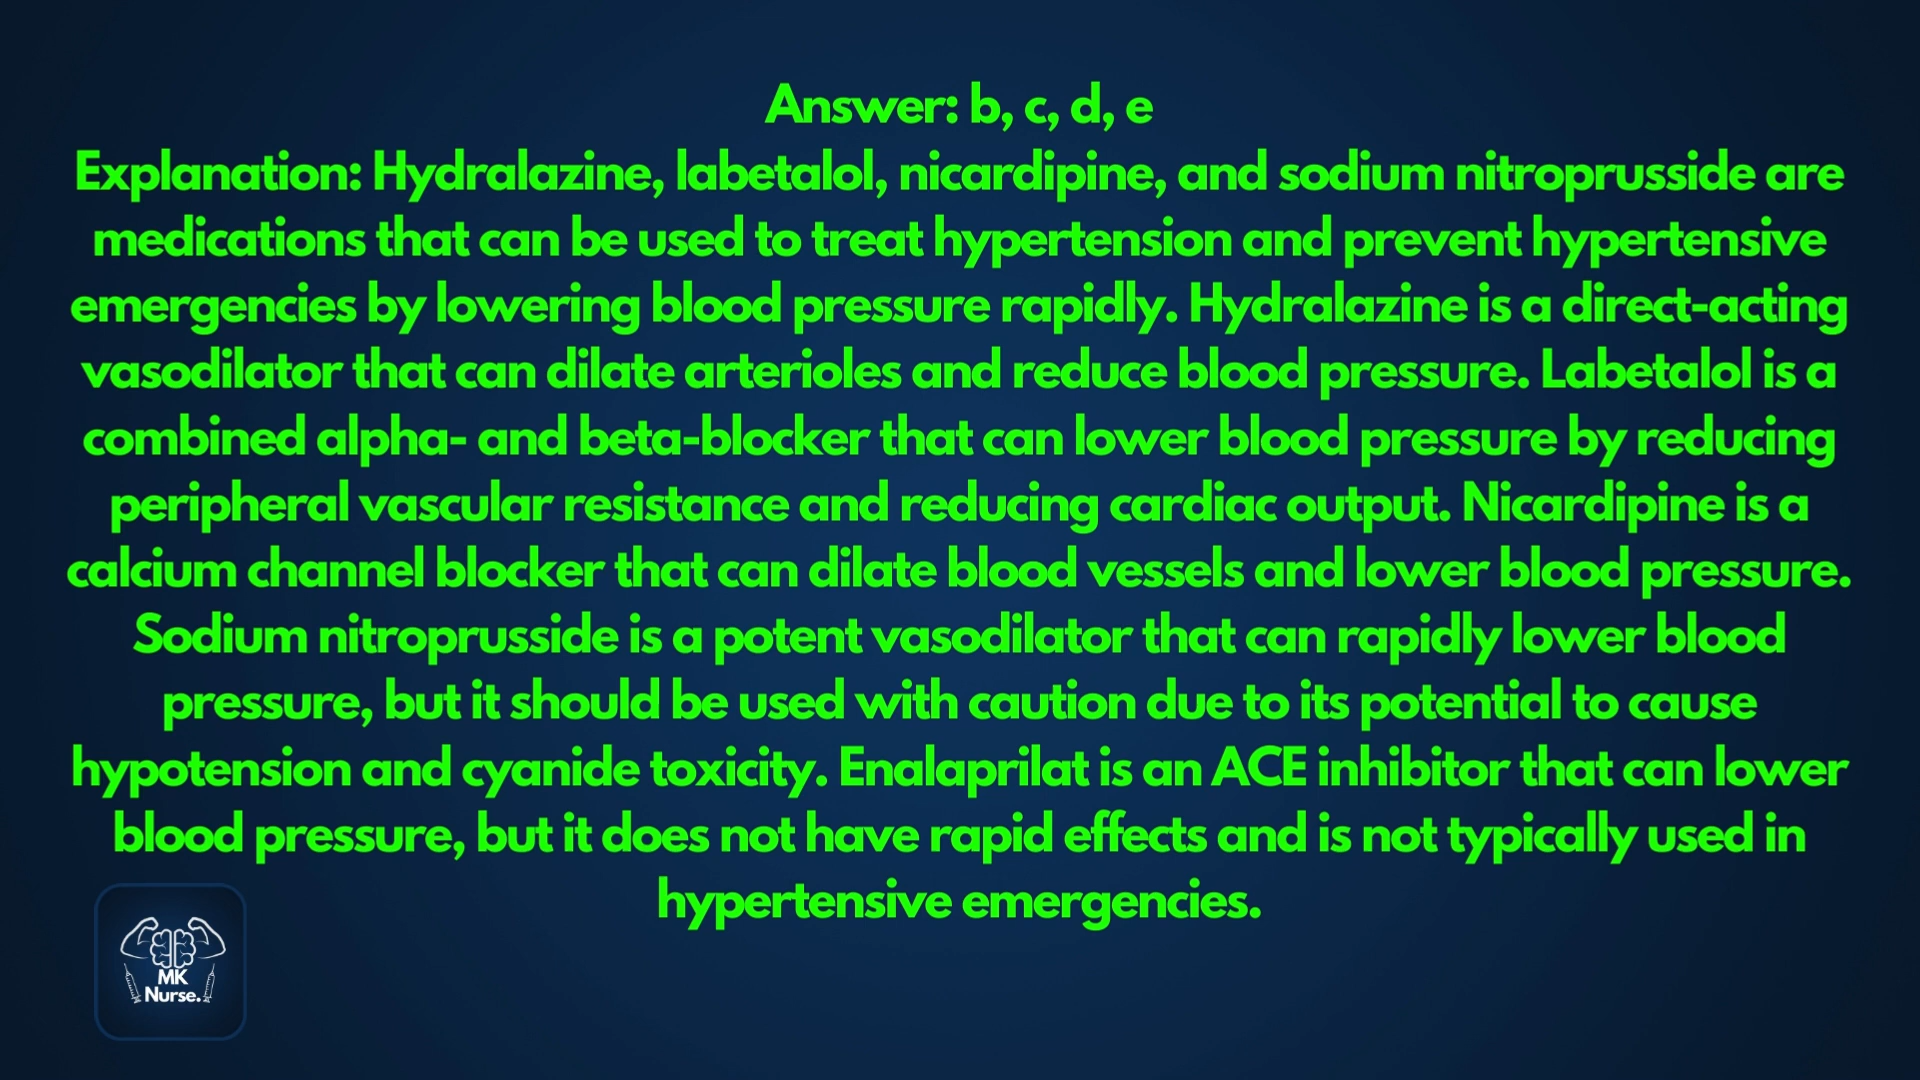 Answer: b, c, d, e
Explanation: Hydralazine, labetalol, nicardipine, and sodium nitroprusside are
medications that can be used to treat hypertension and prevent hypertensive
emergencies by lowering blood pressure rapidly. Hydralazine is a direct-acting
vasodilator that can dilate arterioles and reduce blood pressure. Labetalol is a
combined alpha- and beta-blocker that can lower blood pressure by reducing
peripheral vascular resistance and reducing cardiac output. Nicardipine is a
calcium channel blocker that can dilate blood vessels and lower blood pressure.
Sodium nitroprusside is a potent vasodilator that can rapidly lower blood
pressure, but it should be used with caution due to its potential to cause
hypotension and cyanide toxicity. Enalaprilat is an ACE inhibitor that can lower
blood pressure, but it does not have rapid effects and is not typically used in
hypertensive emergencies.
MK
Nurse.